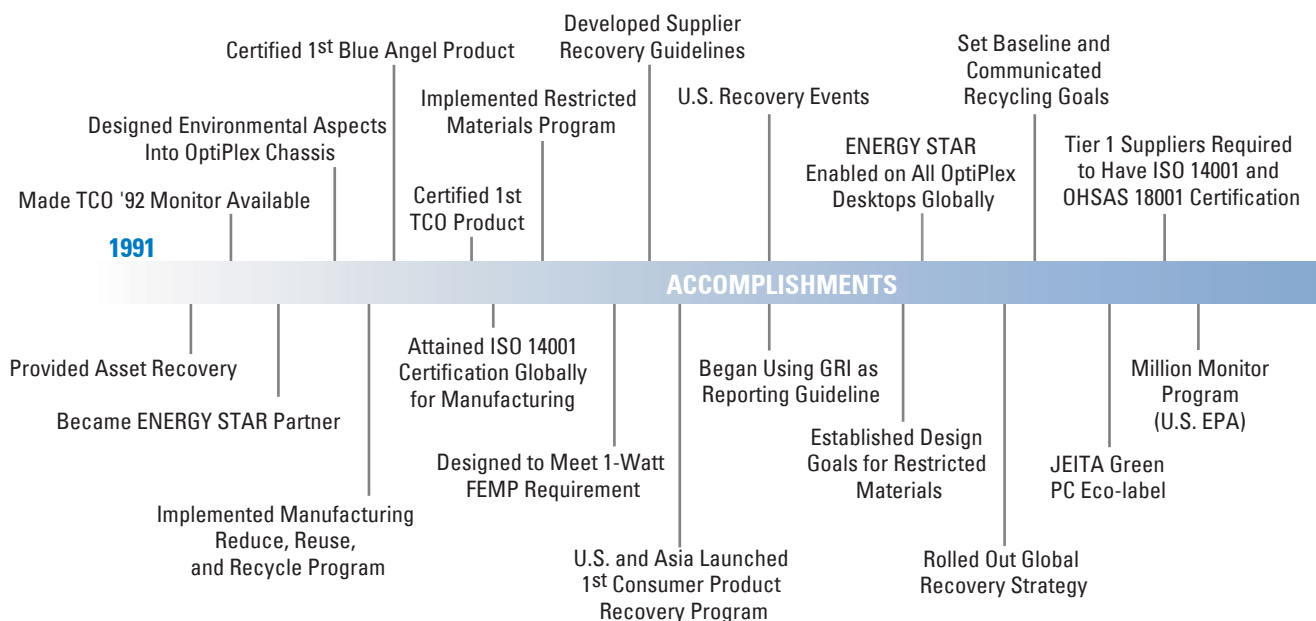 Developed Supplier
Recovery Guidelines
Certified 1st Blue Angel Product
Set Baseline and
Communicated
Recycling Goals
Implemented Restricted
Materials Program
U.S. Recovery Events
Designed Environmental Aspects
Into OptiPlex Chassis
ENERGY STAR
Enabled on All OptiPlex
Desktops Globally
Tier 1 Suppliers Required
to Have ISO 14001 and
OHSAS 18001 Certification
Made TCO '92 Monitor Available
Certified 1st
TCO Product
1991
ACCOMPLISHMENTS
Provided Asset Recovery
Became ENERGY STAR Partner
Implemented Manufacturing
Reduce, Reuse,
and Recycle Program
Attained ISO 14001
Certification Globally
for Manufacturing
Designed to Meet 1-Watt
FEMP Requirement
U.S. and Asia Launched
1st Consumer Product
Recovery Program
Began Using GRI as
Reporting Guideline
Established Design
Goals for Restricted
Materials
Rolled Out Global
Recovery Strategy
JEITA Green
PC Eco-label
Million Monitor
Program
(U.S. EPA)